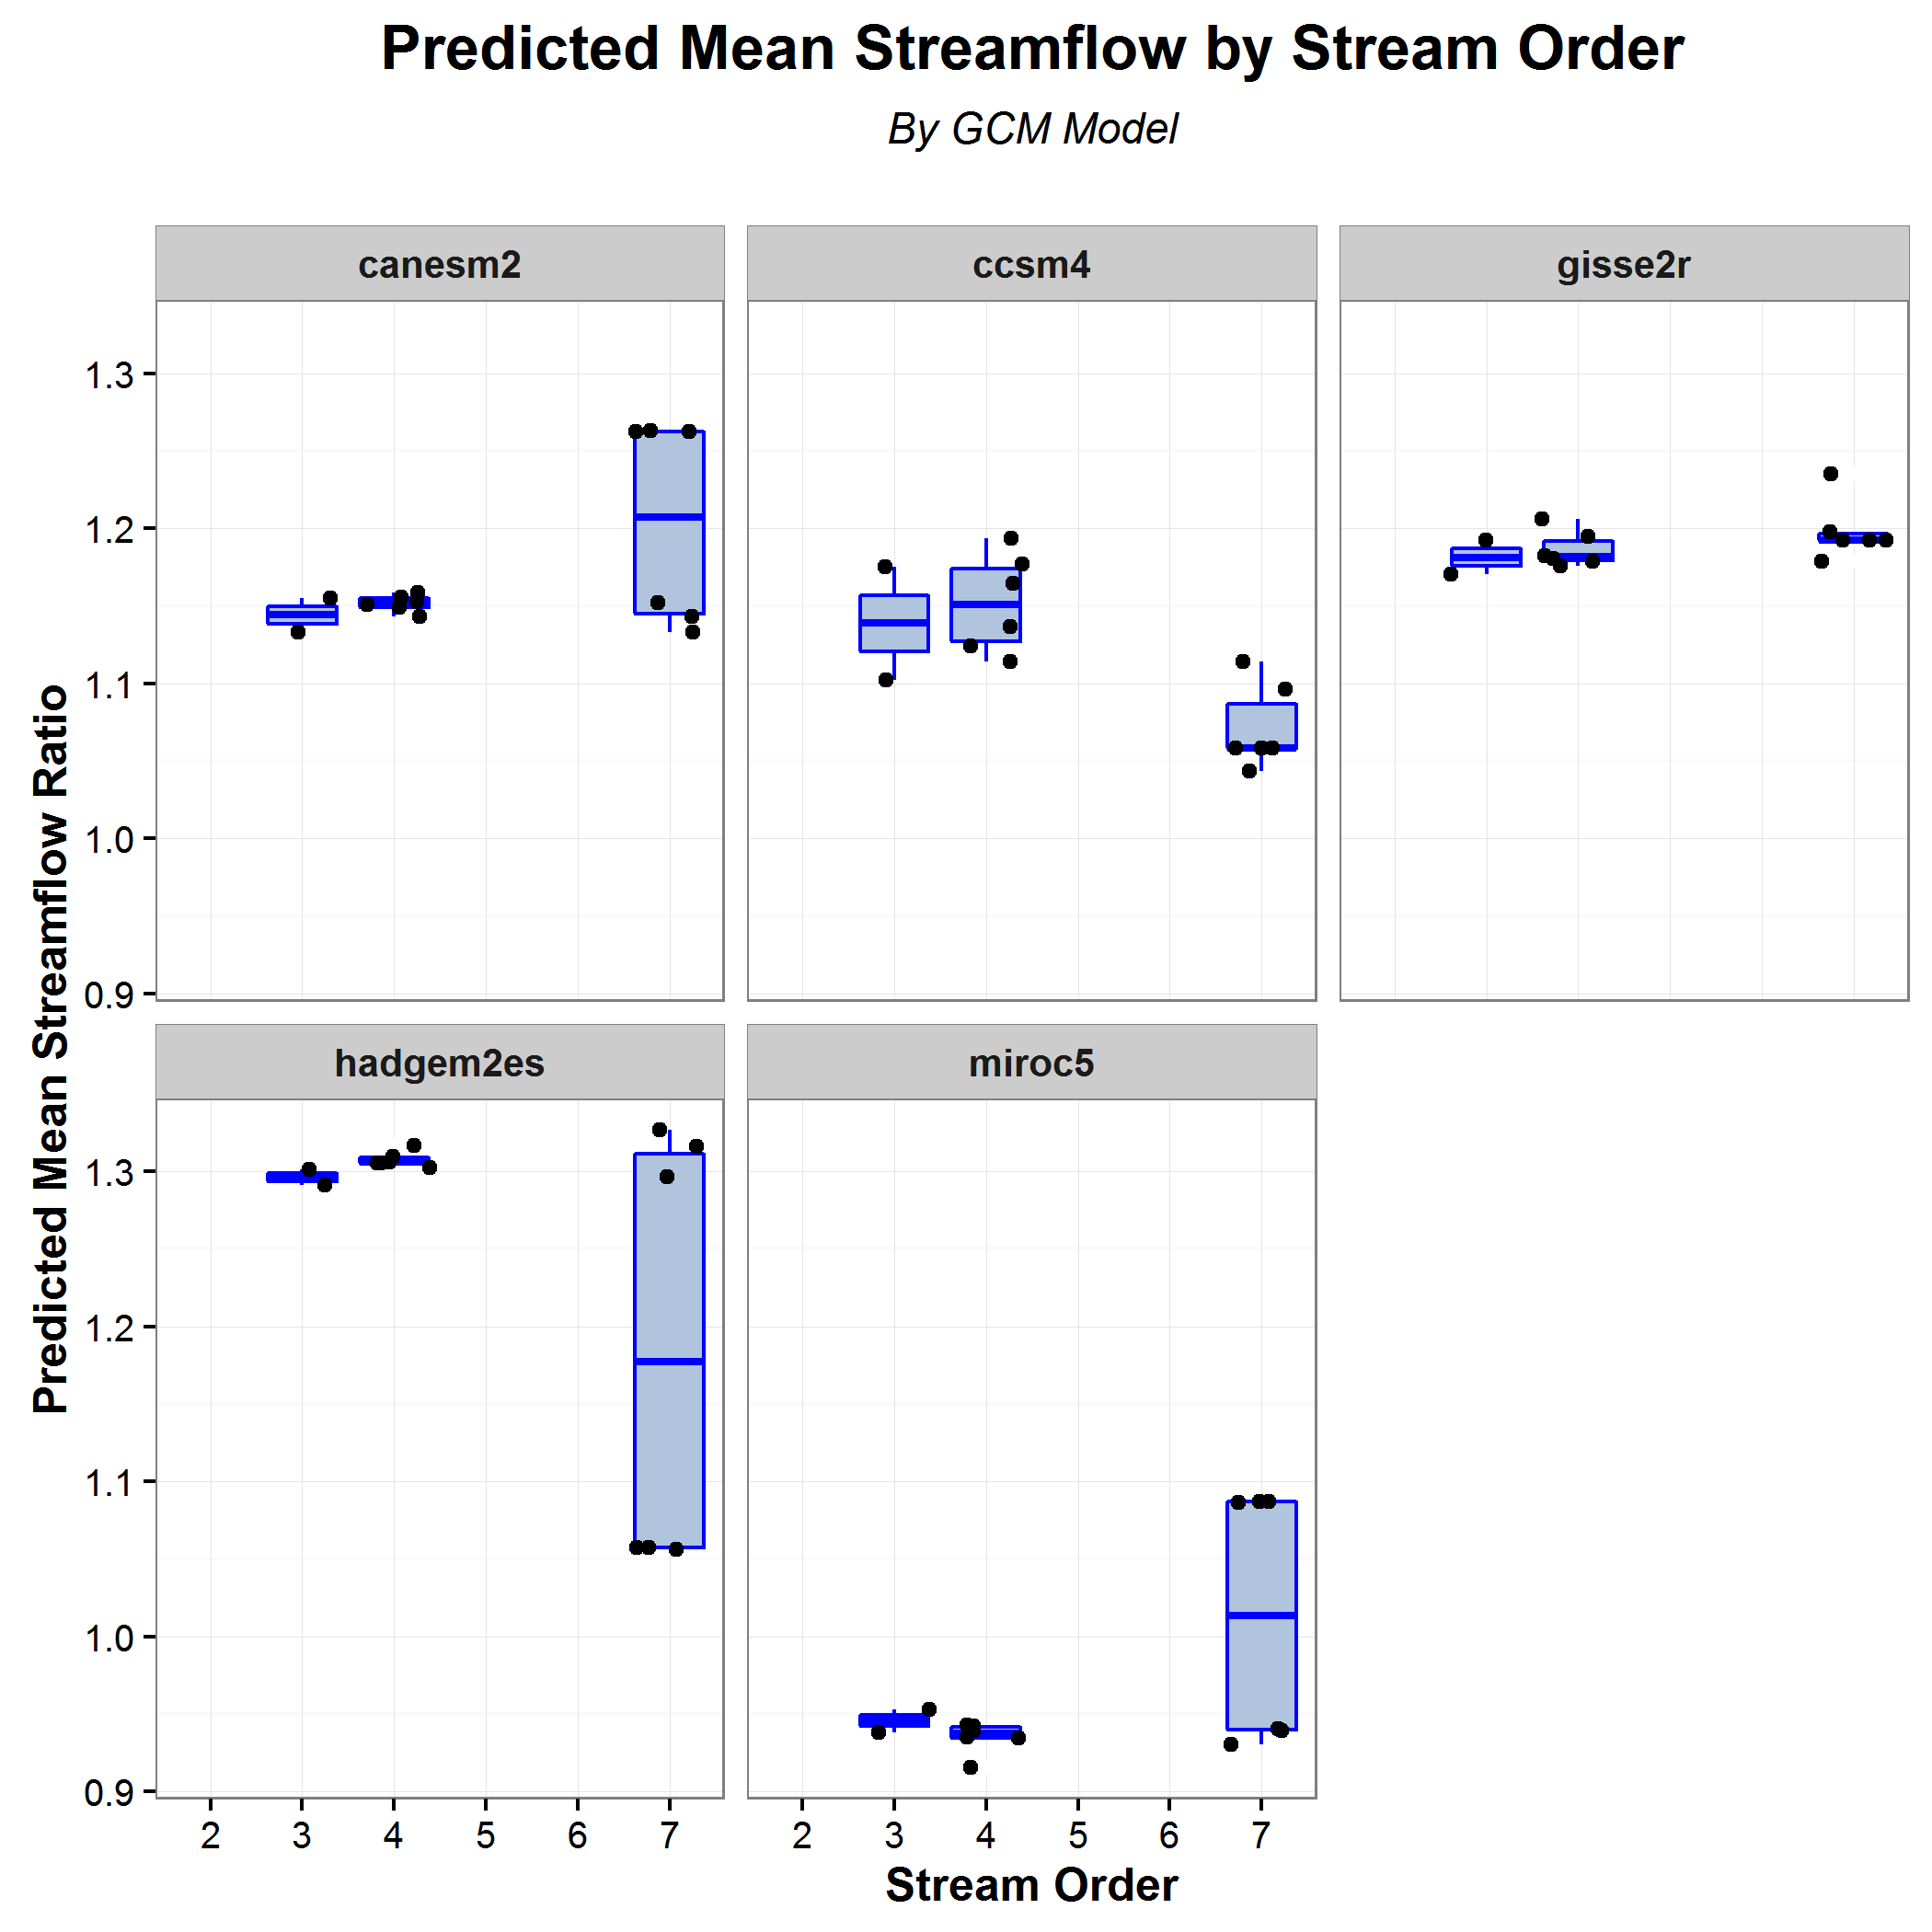 Predicted Mean Streamflow by Stream Order
By GCM Model
canesm2
ccsm4
gisse2r
1.3
1.2
1.1
1.0
0.9
Predicted Mean Streamflow Ratio
hadgem2es
miroc5
1.3
1.2
1.1
1.0
0.9
2 3 4 5 6 7
2 3 4 5 6 7
Stream Order